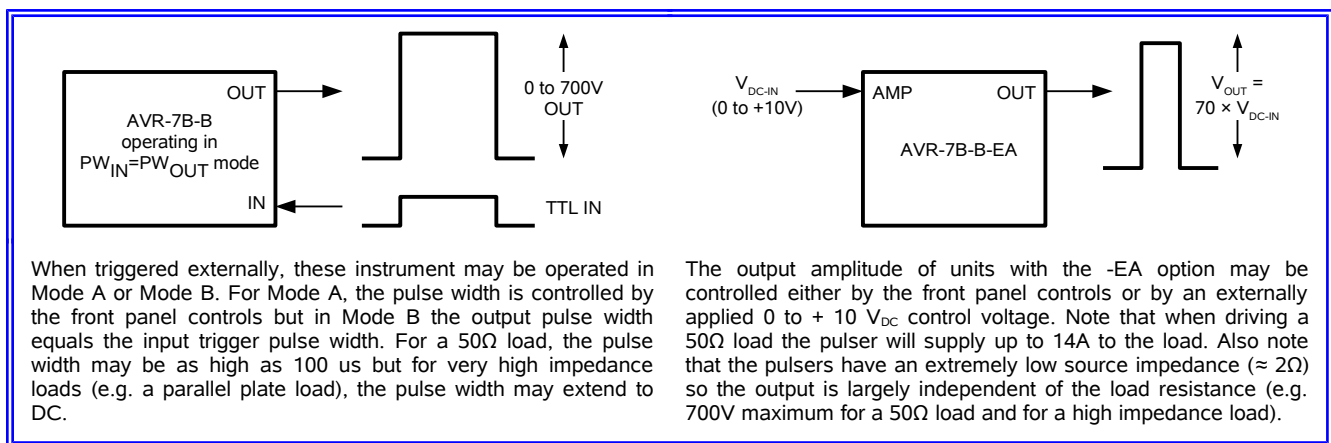 OUT
AVR-7B-B
operating in
PW_IN=PW_OUT mode
IN
0 to 700V
OUT
TTL IN
When triggered externally, these instrument may be operated in
Mode A or Mode B. For Mode A, the pulse width is controlled by
the front panel controls but in Mode B the output pulse width
equals the input trigger pulse width. For a 50Ω load, the pulse
width may be as high as 100 us but for very high impedance
loads (e.g. a parallel plate load), the pulse width may extend to
DC.
V_DC-IN
(0 to +10V)
AMP OUT
AVR-7B-B-EA
V_OUT =
70 × V_DC-IN
The output amplitude of units with the -EA option may be
controlled either by the front panel controls or by an externally
applied 0 to + 10 V_DC control voltage. Note that when driving a
50Ω load the pulser will supply up to 14A to the load. Also note
that the pulsers have an extremely low source impedance (≈ 2Ω)
so the output is largely independent of the load resistance (e.g.
700V maximum for a 50Ω load and for a high impedance load).